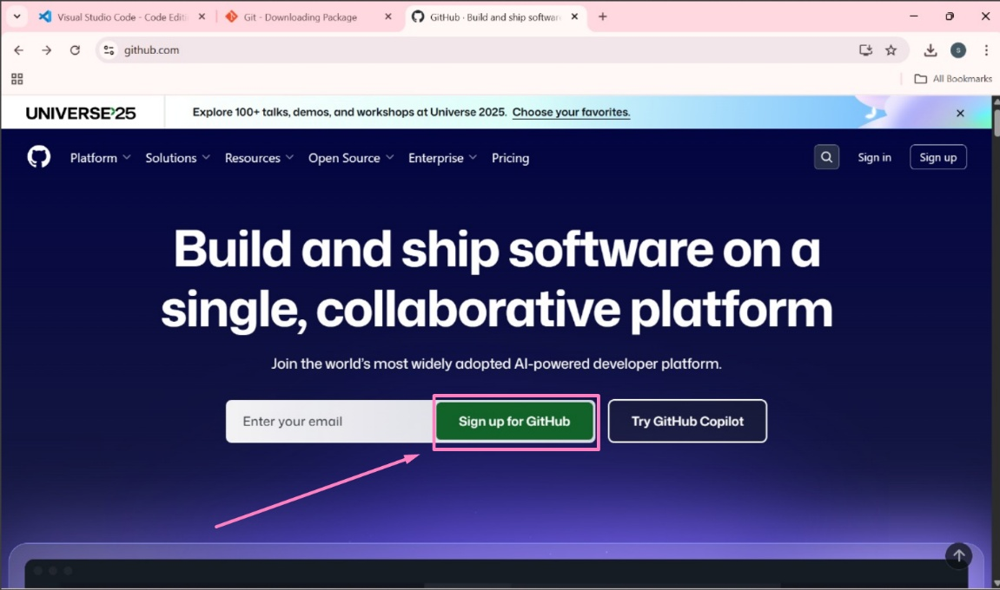 Visual Studio Code - Code Editi
Git - Downloading Package
GitHub · Build and ship softwar
github.com
S
All Bookmarks
UNIVERSE'25
Explore 100+ talks, demos, and workshops at Universe 2025. Choose your favorites.
Platform Solutions Resources Open Source Enterprise Pricing
Sign in
Sign up
Build and ship software on a
single, collaborative platform
Join the world's most widely adopted AI-powered developer platform.
Enter your email
Sign up for GitHub
Try GitHub Copilot